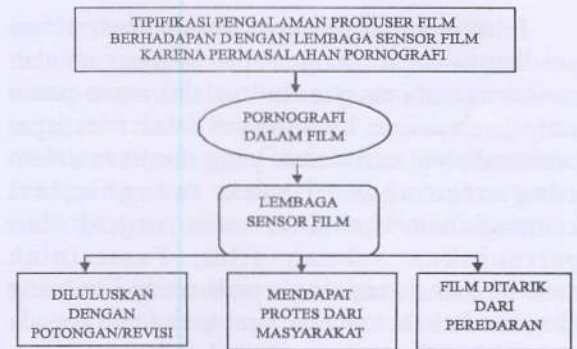 TIPIFIKASI PENGALAMAN PRODUSER FILM
BERHADAPAN DENGAN LEMBAGA SENSOR FILM
KARENA PERMASALAHAN PORNOGRAFI
PORNOGRAFI
DALAM FILM
LEMBAGA
SENSOR FILM
DILULUSKAN
DENGAN
POTONGAN/REVISI
MENDAPAT
PROTES DARI
MASYARAKAT
FILM DITARIK
DARI
PEREDARAN